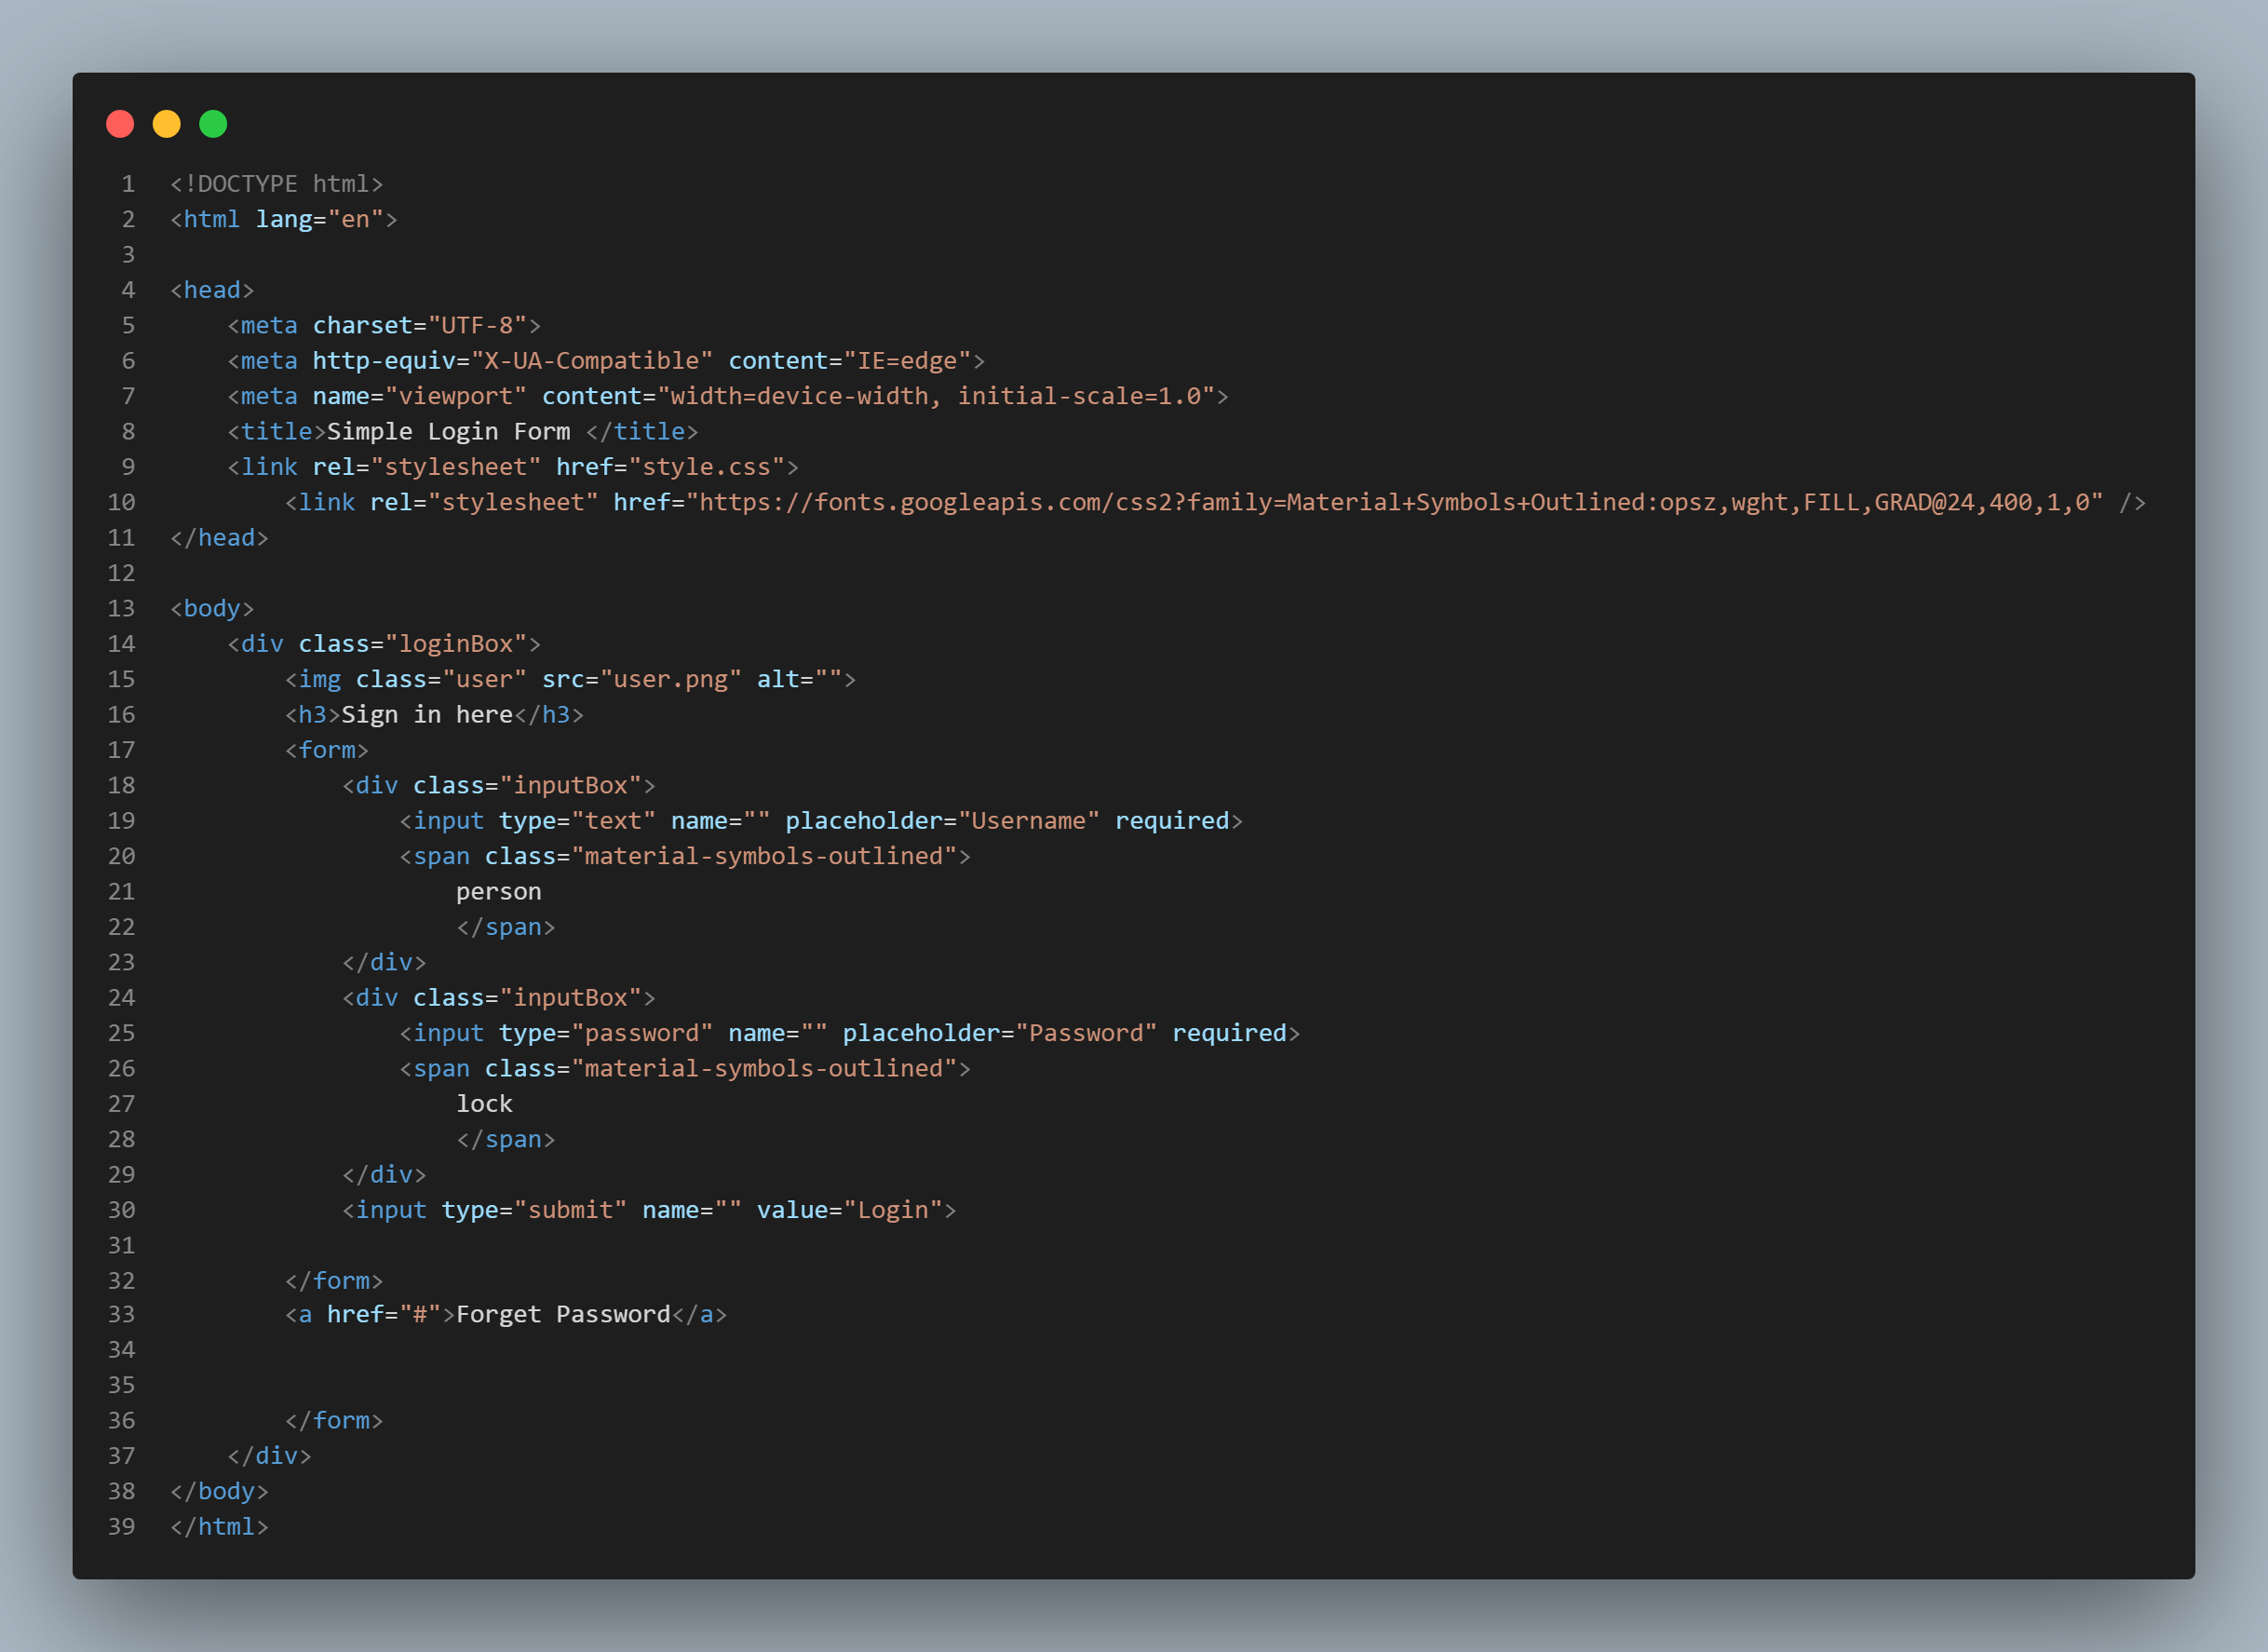 1 <!DOCTYPE html>
2 <html lang="en">
3
4 <head>
5     <meta charset="UTF-8">
6     <meta http-equiv="X-UA-Compatible" content="IE=edge">
7     <meta name="viewport" content="width=device-width, initial-scale=1.0">
8     <title>Simple Login Form </title>
9     <link rel="stylesheet" href="style.css">
10         <link rel="stylesheet" href="https://fonts.googleapis.com/css2?family=Material+Symbols+Outlined:opsz,wght,FILL,GRAD@24,400,1,0" />
11 </head>
12
13 <body>
14     <div class="loginBox">
15         <img class="user" src="user.png" alt="">
16         <h3>Sign in here</h3>
17         <form>
18             <div class="inputBox">
19                 <input type="text" name="" placeholder="Username" required>
20                 <span class="material-symbols-outlined">
21                     person
22                     </span>
23             </div>
24             <div class="inputBox">
25                 <input type="password" name="" placeholder="Password" required>
26                 <span class="material-symbols-outlined">
27                     lock
28                     </span>
29             </div>
30             <input type="submit" name="" value="Login">
31
32         </form>
33         <a href="#">Forget Password</a>
34
35
36         </form>
37     </div>
38 </body>
39 </html>